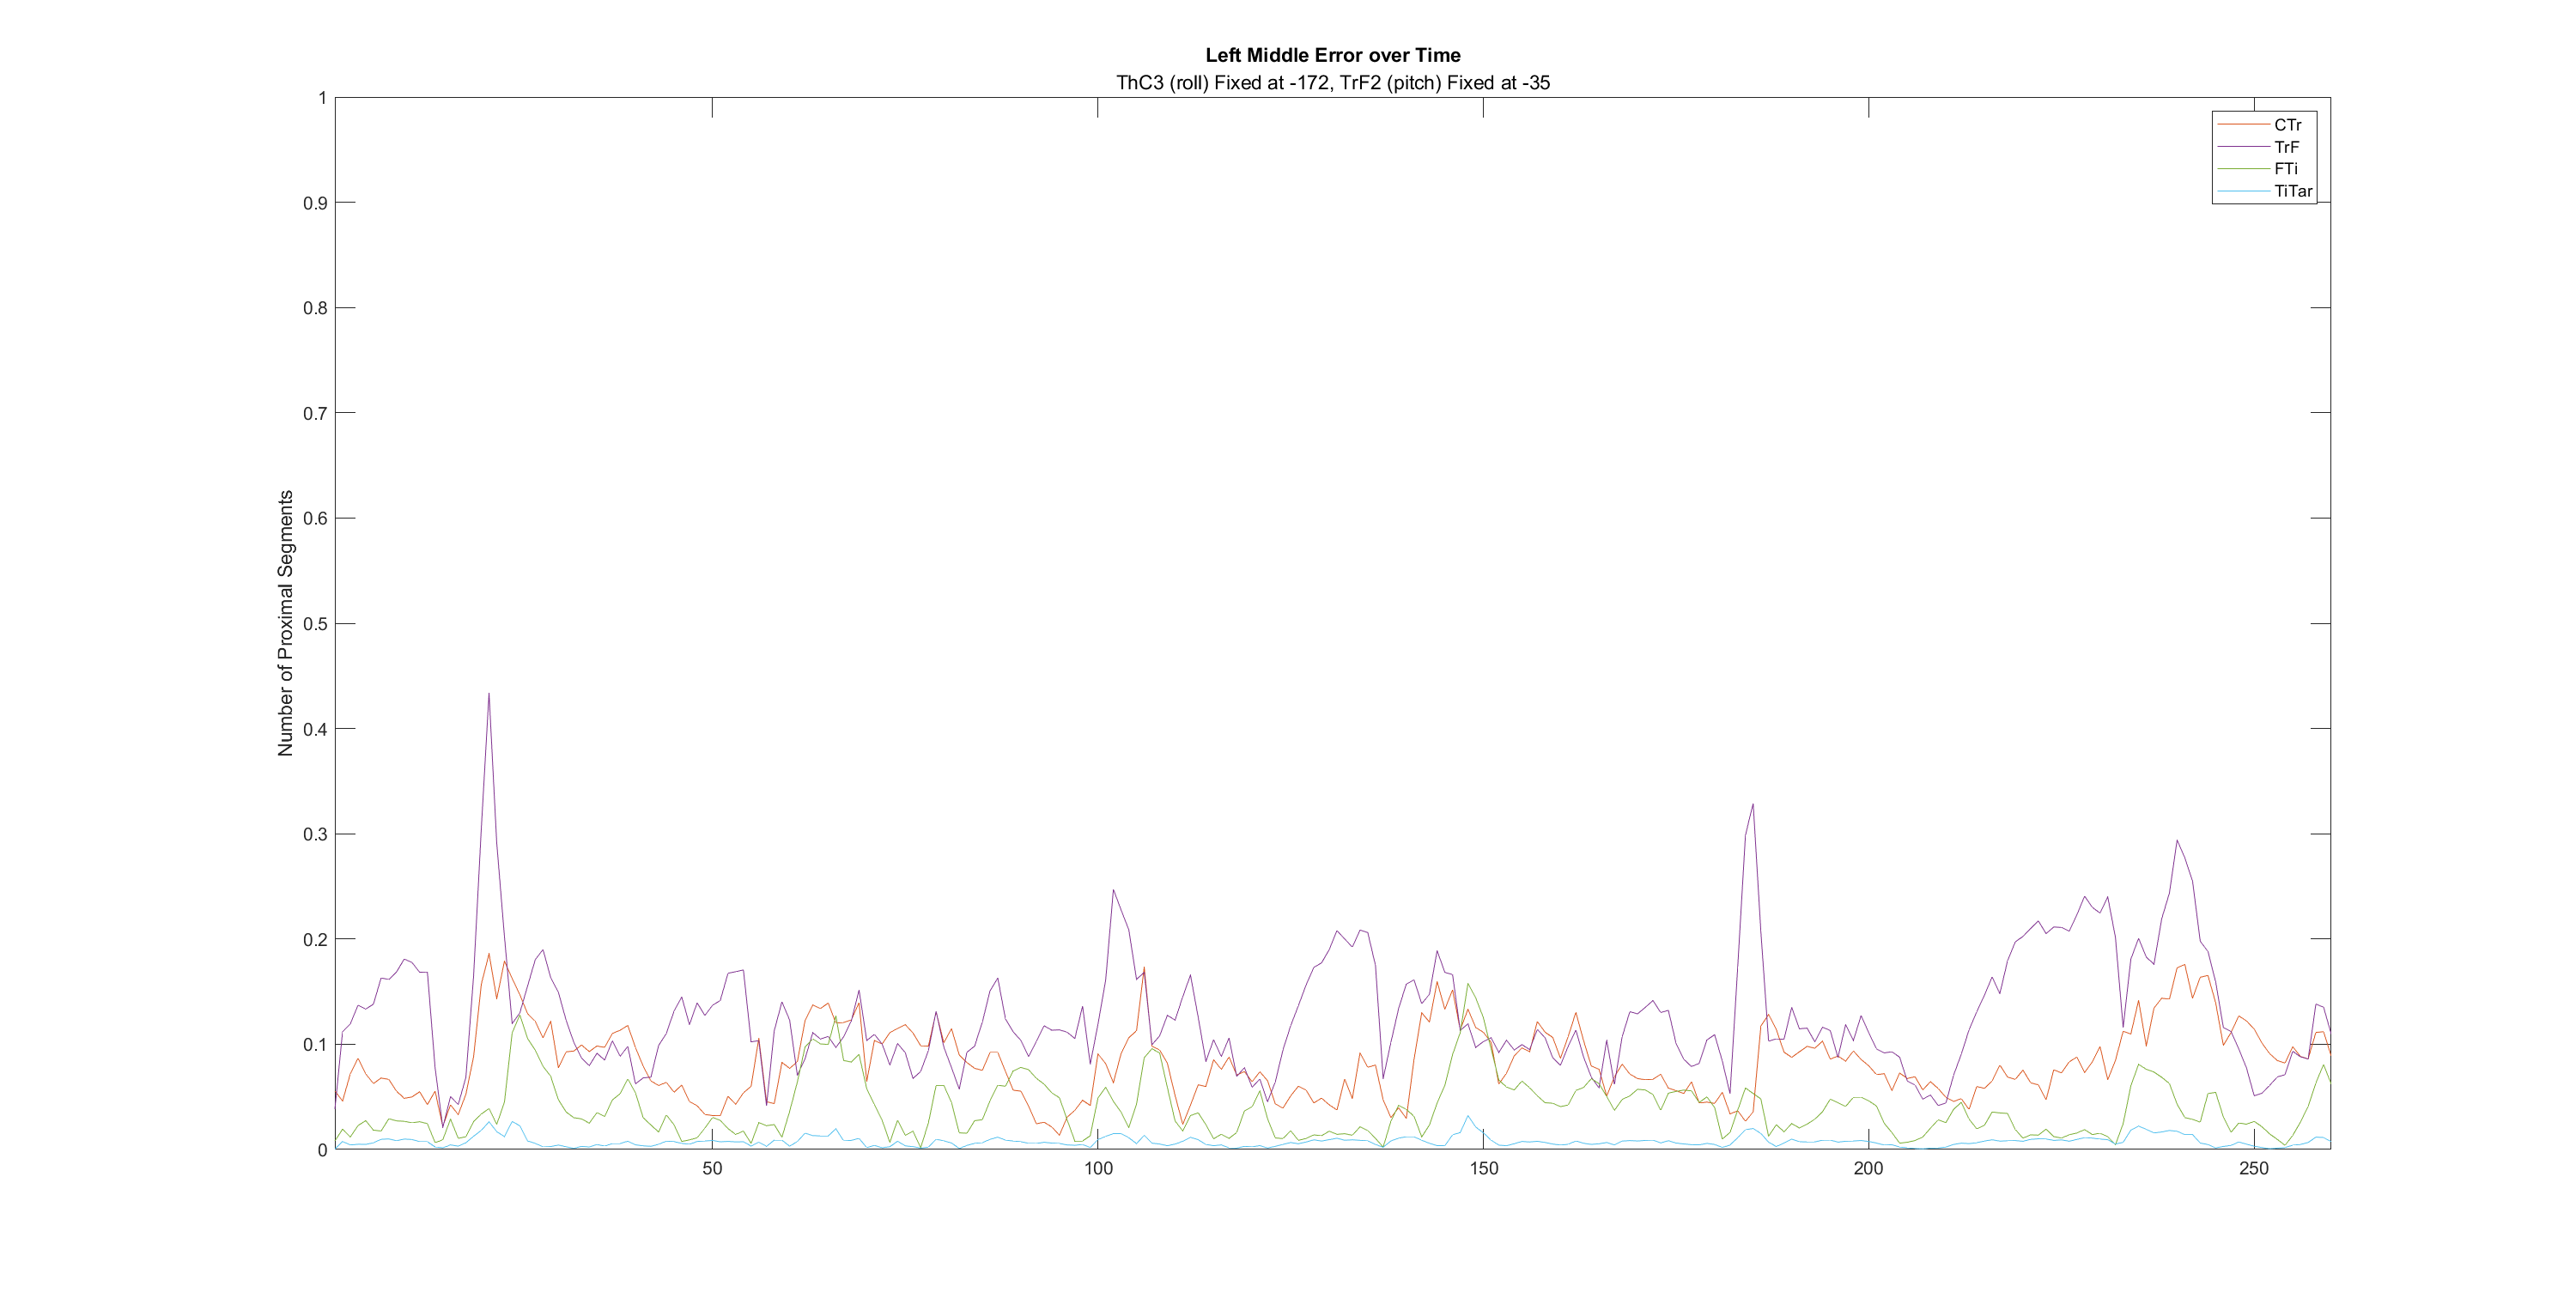 Left Middle Error over Time
ThC3 (roll) Fixed at -172, TrF2 (pitch) Fixed at -35
CTr
TrF
FTi
TiTar
Number of Proximal Segments
1
0.9
0.8
0.7
0.6
0.5
0.4
0.3
0.2
0.1
0
50
100
150
200
250